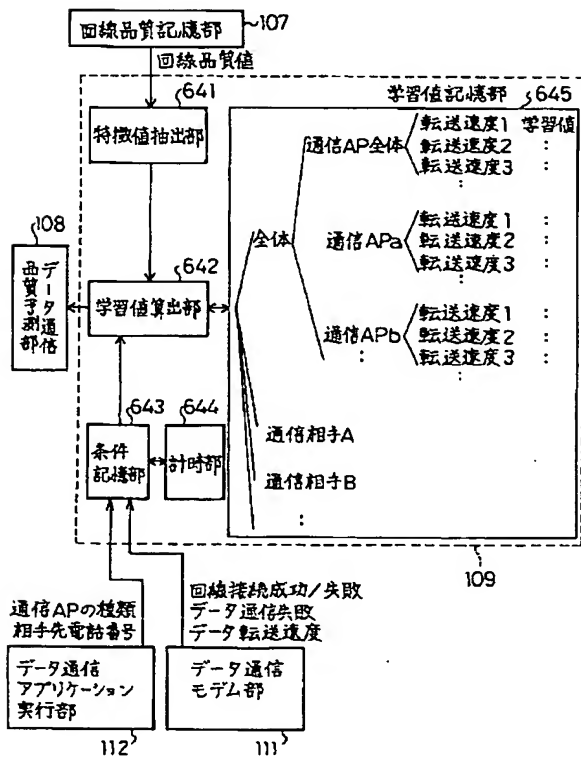 回線品質記憶部
107
回線品質値
641
特徴値抽出部
学習値記憶部
645
通信AP全体
転送速度1
学習値
転送速度2
:
転送速度3
:
⋮
全体
通信APa
転送速度1
:
転送速度2
:
転送速度3
:
⋮
通信APb
転送速度1
:
転送速度2
:
転送速度3
:
⋮
:
108
データ通信
品質予測部
642
学習値算出部
643
条件
記憶部
644
計時部
通信相手A
通信相手B
:
109
通信APの種類
相手先電話番号
回線接続成功/失敗
データ通信失敗
データ転送速度
データ通信
アプリケーション
実行部
112
データ通信
モデム部
111